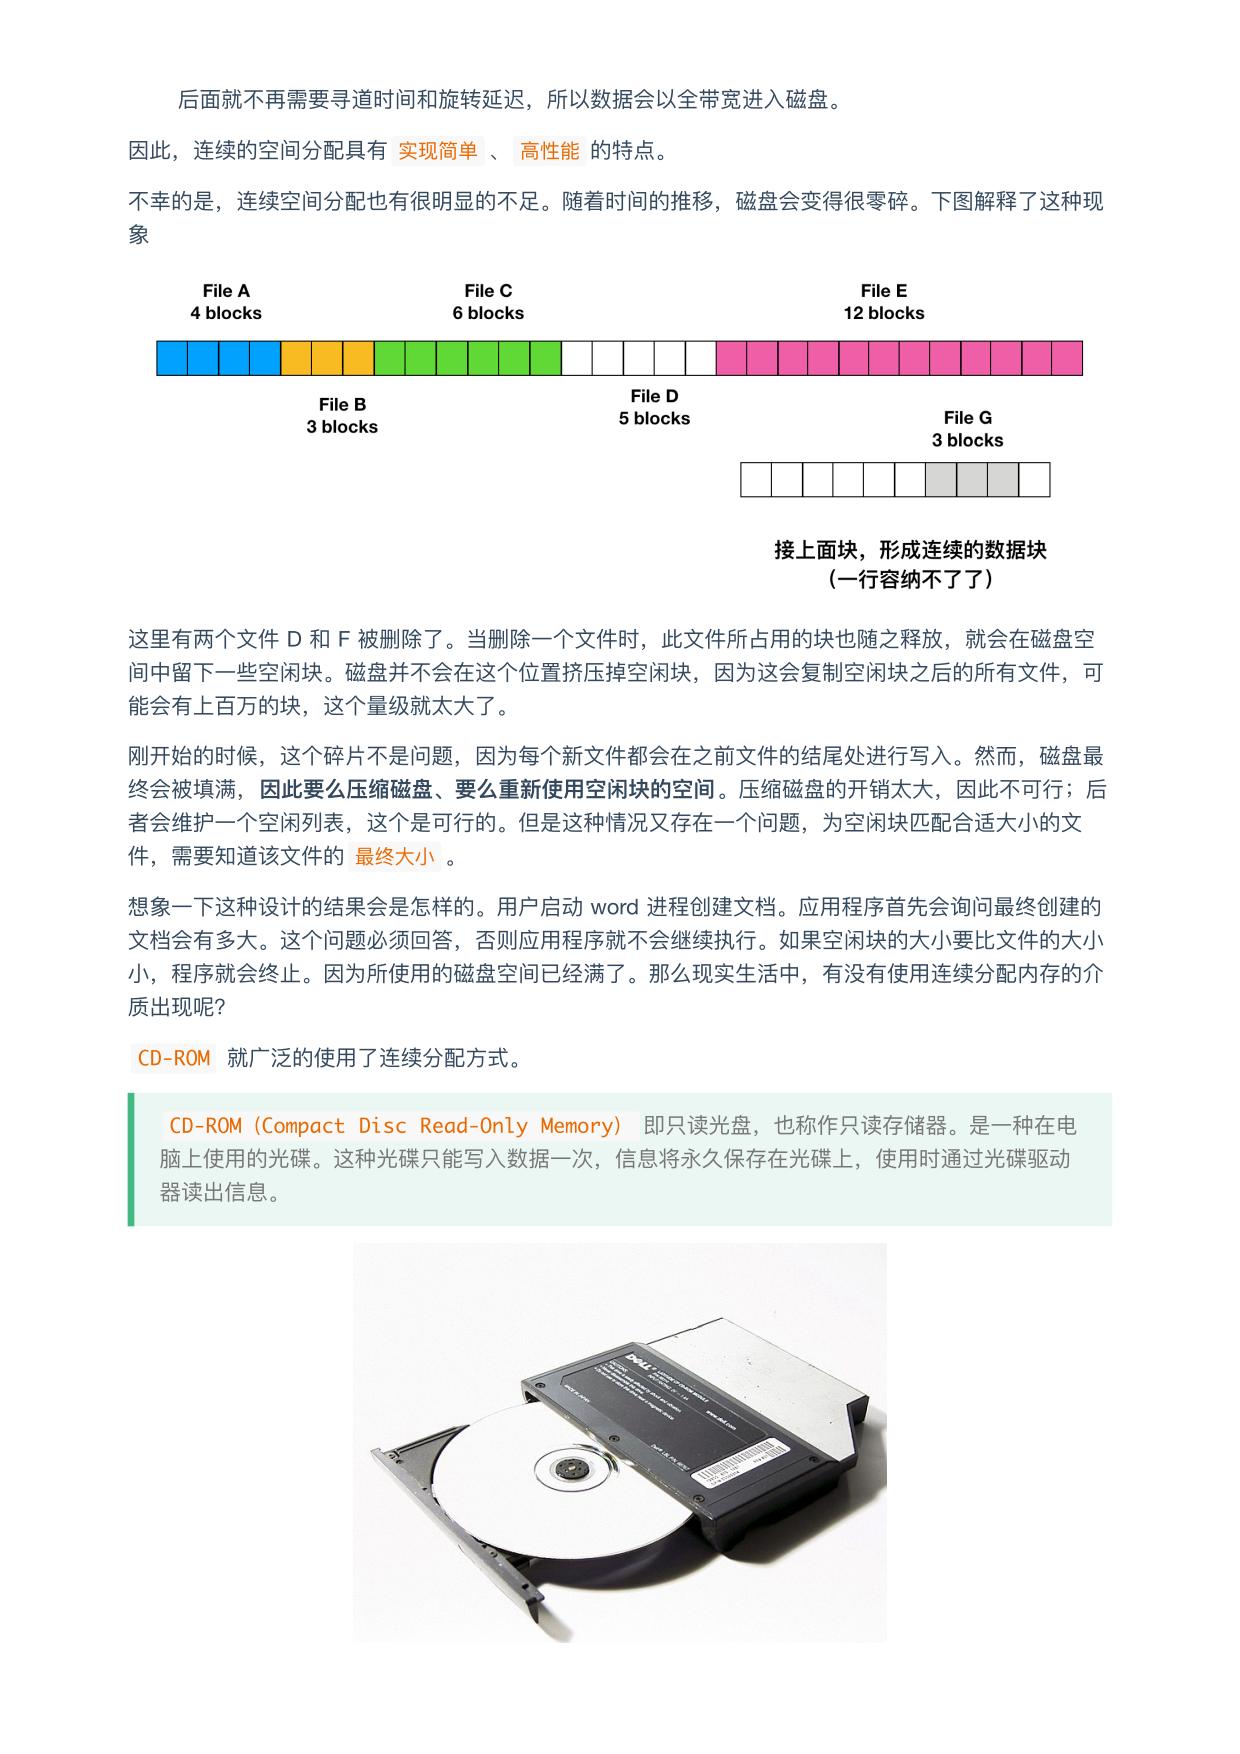 后面就不再需要寻道时间和旋转延迟，所以数据会以全带宽进入磁盘。
因此，连续的空间分配具有 实现简单 、 高性能 的特点。
不幸的是，连续空间分配也有很明显的不足。随着时间的推移，磁盘会变得很零碎。下图解释了这种现
象
File A
4 blocks
File C
6 blocks
File E
12 blocks
File B
3 blocks
File D
5 blocks
File G
3 blocks
接上面块，形成连续的数据块
（一行容纳不了了）
这里有两个文件 D 和 F 被删除了。当删除一个文件时，此文件所占用的块也随之释放，就会在磁盘空
间中留下一些空闲块。磁盘并不会在这个位置挤压掉空闲块，因为这会复制空闲块之后的所有文件，可
能会有上百万的块，这个量级就太大了。
刚开始的时候，这个碎片不是问题，因为每个新文件都会在之前文件的结尾处进行写入。然而，磁盘最
终会被填满，因此要么压缩磁盘、要么重新使用空闲块的空间。压缩磁盘的开销太大，因此不可行；后
者会维护一个空闲列表，这个是可行的。但是这种情况又存在一个问题，为空闲块匹配合适大小的文
件，需要知道该文件的 最终大小 。
想象一下这种设计的结果会是怎样的。用户启动 word 进程创建文档。应用程序首先会询问最终创建的
文档会有多大。这个问题必须回答，否则应用程序就不会继续执行。如果空闲块的大小要比文件的大小
小，程序就会终止。因为所使用的磁盘空间已经满了。那么现实生活中，有没有使用连续分配内存的介
质出现呢？
CD-ROM 就广泛的使用了连续分配方式。
CD-ROM（Compact Disc Read-Only Memory） 即只读光盘，也称作只读存储器。是一种在电
脑上使用的光碟。这种光碟只能写入数据一次，信息将永久保存在光碟上，使用时通过光碟驱动
器读出信息。
DELL
www.dell.com
MADE IN JAPAN